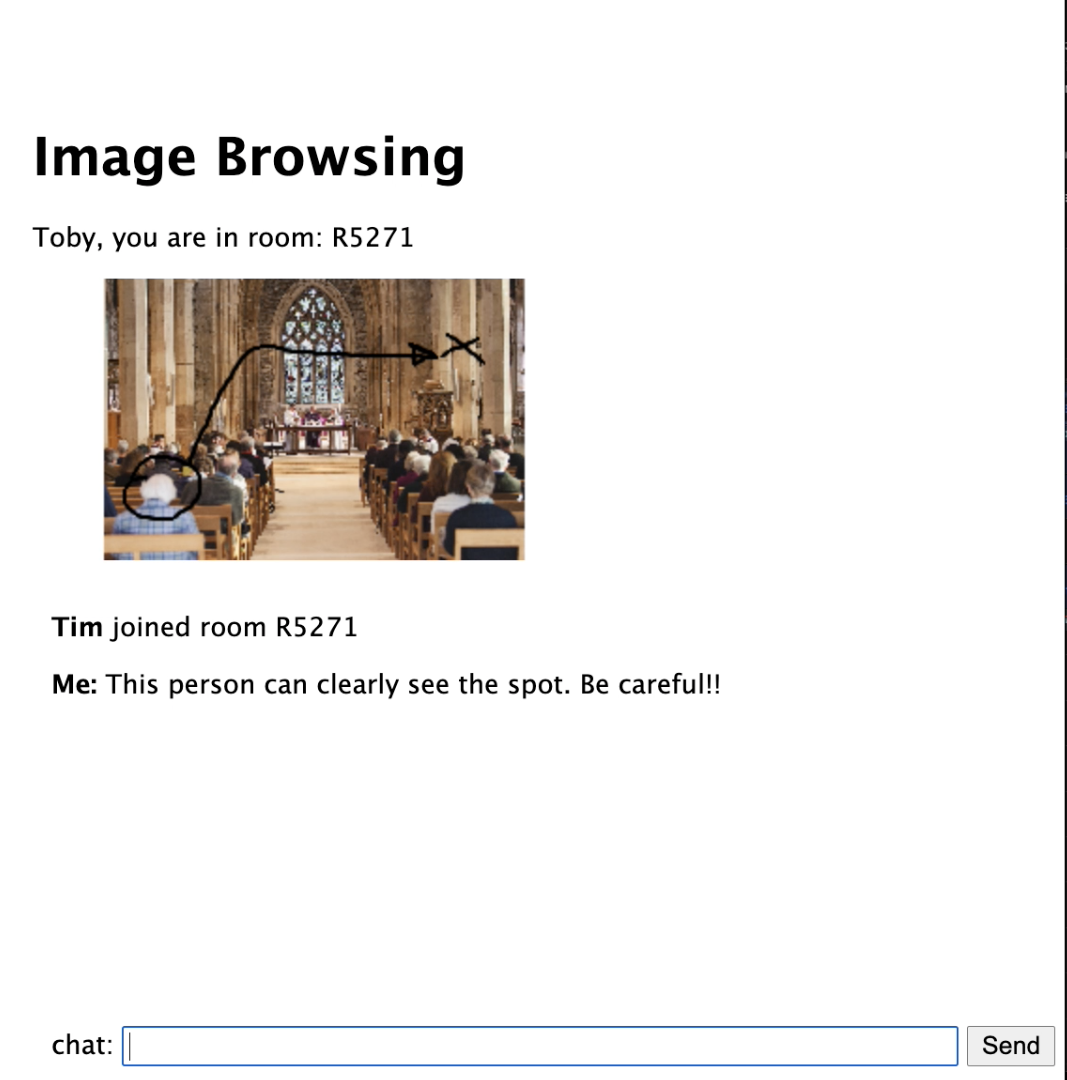 Image Browsing
Toby, you are in room: R5271
Tim joined room R5271
Me: This person can clearly see the spot. Be careful!!
chat:
Send